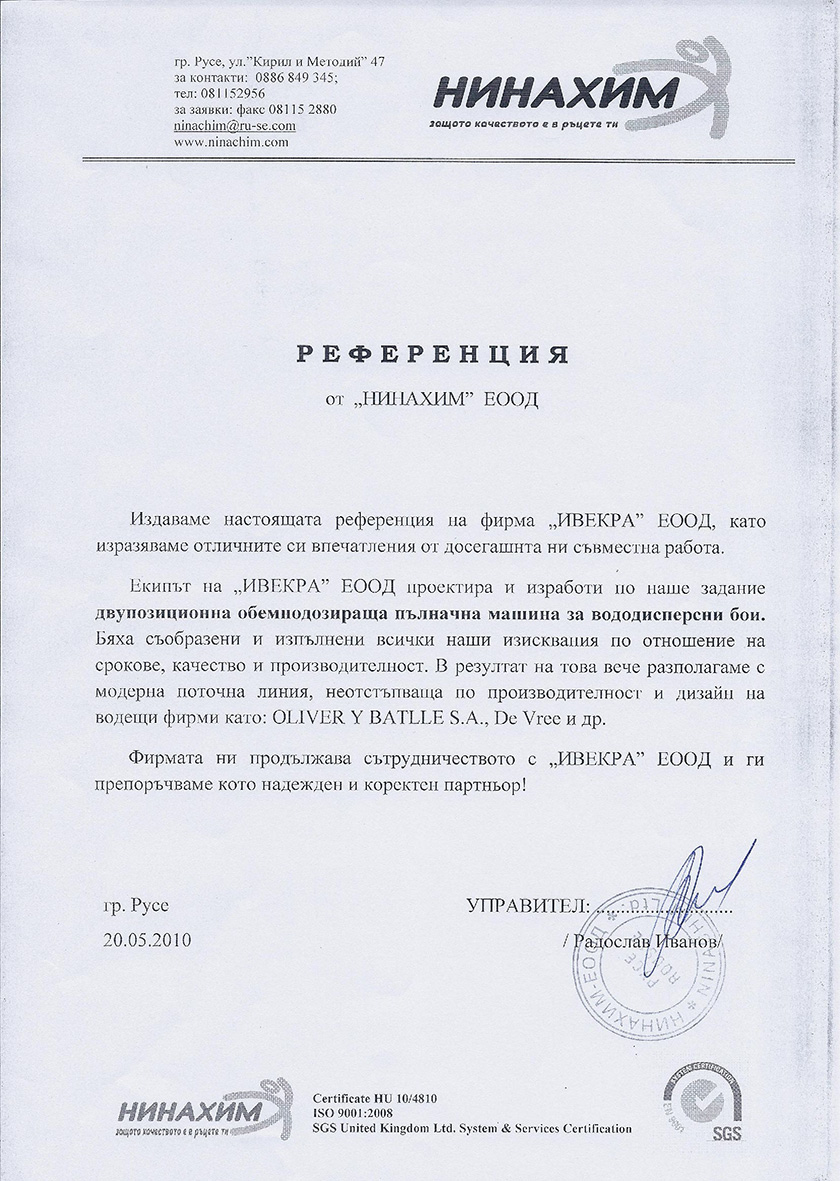 гр. Русе, ул."Кирил и Методий" 47
за контакти: 0886 849 345;
тел: 081152956
за заявки: факс 08115 2880
ninachim@ru-se.com
www.ninachim.com
НИНАХИМ
защото качеството е в ръцете ти
РЕФЕРЕНЦИЯ
от „НИНАХИМ” ЕООД
Издаваме настоящата референция на фирма „ИВЕКРА” ЕООД, като
изразяваме отличните си впечатления от досегашнта ни съвместна работа.
Екипът на „ИВЕКРА” ЕООД проектира и изработи по наше задание
двупозиционна обемнодозираща пълначна машина за вододисперсни бои.
Бяха съобразени и изпълнени всички наши изисквания по отношение на
срокове, качество и производителност. В резултат на това вече разполагаме с
модерна поточна линия, неотстъпваща по производителност и дизайн на
водещи фирми като: OLIVER Y BATLLE S.A., De Vree и др.
Фирмата ни продължава сътрудничеството с „ИВЕКРА” ЕООД и ги
препоръчваме кото надежден и коректен партньор!
гр. Русе
УПРАВИТЕЛ: ........................
20.05.2010
/ Радослав Иванов/
НИНАХИМ-ЕООД * NINACHIM Ltd. *
РУСЕ
ROUSSE
НИНАХИМ
защото качеството е в ръцете ти
Certificate HU 10/4810
ISO 9001:2008
SGS United Kingdom Ltd. System & Services Certification
SYSTEM CERTIFICATION
SGS